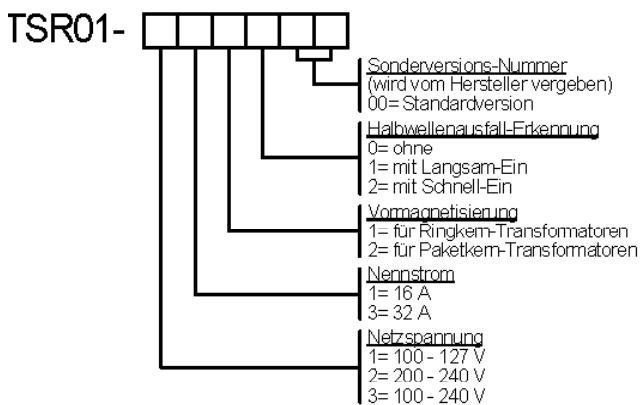 TSR01-
Sonderversions-Nummer
(wird vom Hersteller vergeben)
00= Standardversion
Halbwellenausfall-Erkennung
0= ohne
1= mit Langsam-Ein
2= mit Schnell-Ein
Vormagnetisierung
1= für Ringkern-Transformatoren
2= für Paketkern-Transformatoren
Nennstrom
1= 16 A
3= 32 A
Netzspannung
1= 100 - 127 V
2= 200 - 240 V
3= 100 - 240 V